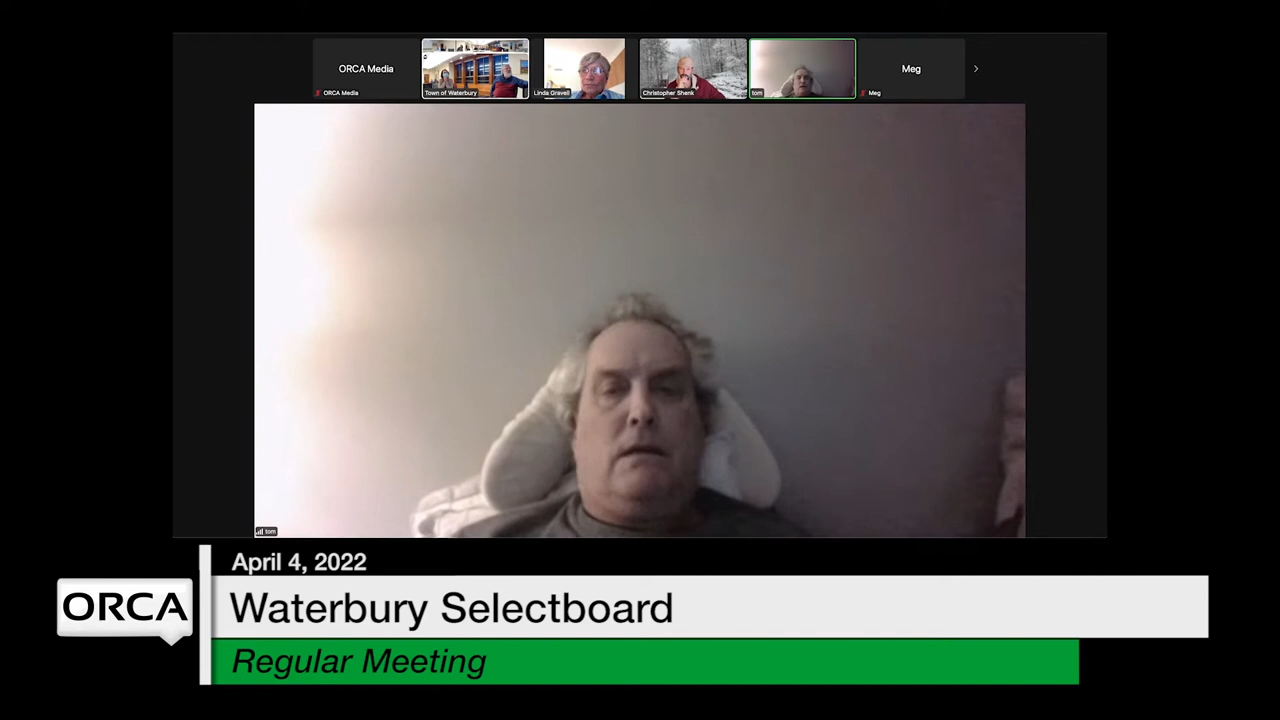 ORCA Media
Meg
ORCA Media
Town of Waterbury
Linda Gravell
Christopher Shenk
tom
Meg
tom
April 4, 2022
ORCA
Waterbury Selectboard
Regular Meeting